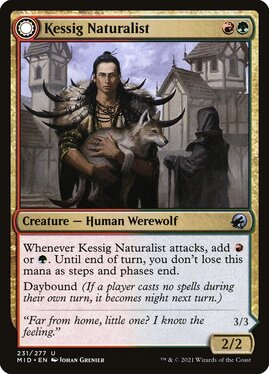 Kessig Naturalist
Creature — Human Werewolf
Whenever Kessig Naturalist attacks, add
or . Until end of turn, you don't lose this
mana as steps and phases end.
Daybound (If a player casts no spells during
their own turn, it becomes night next turn.)
"Far from home, little one? I know the
feeling."
3/3
2/2
231/277 U
MID • EN Johan Grenier
™ & © 2021 Wizards of the Coast